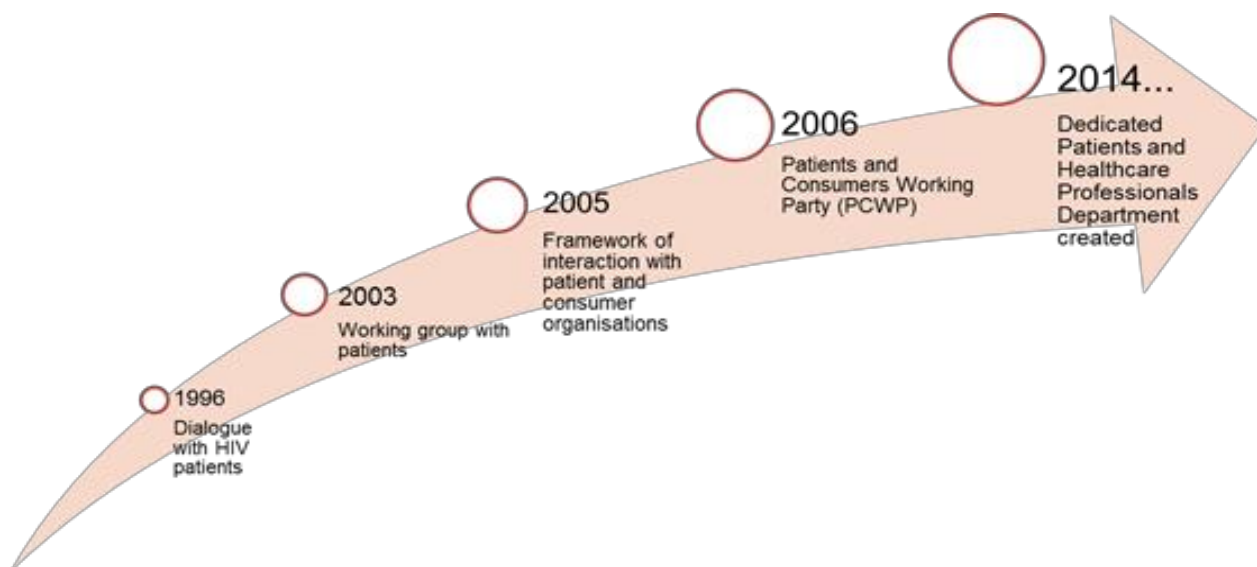 1996
Dialogue
with HIV
patients
2003
Working group with
patients
2005
Framework of
interaction with
patient and
consumer
organisations
2006
Patients and
Consumers Working
Party (PCWP)
2014...
Dedicated
Patients and
Healthcare
Professionals
Department
created